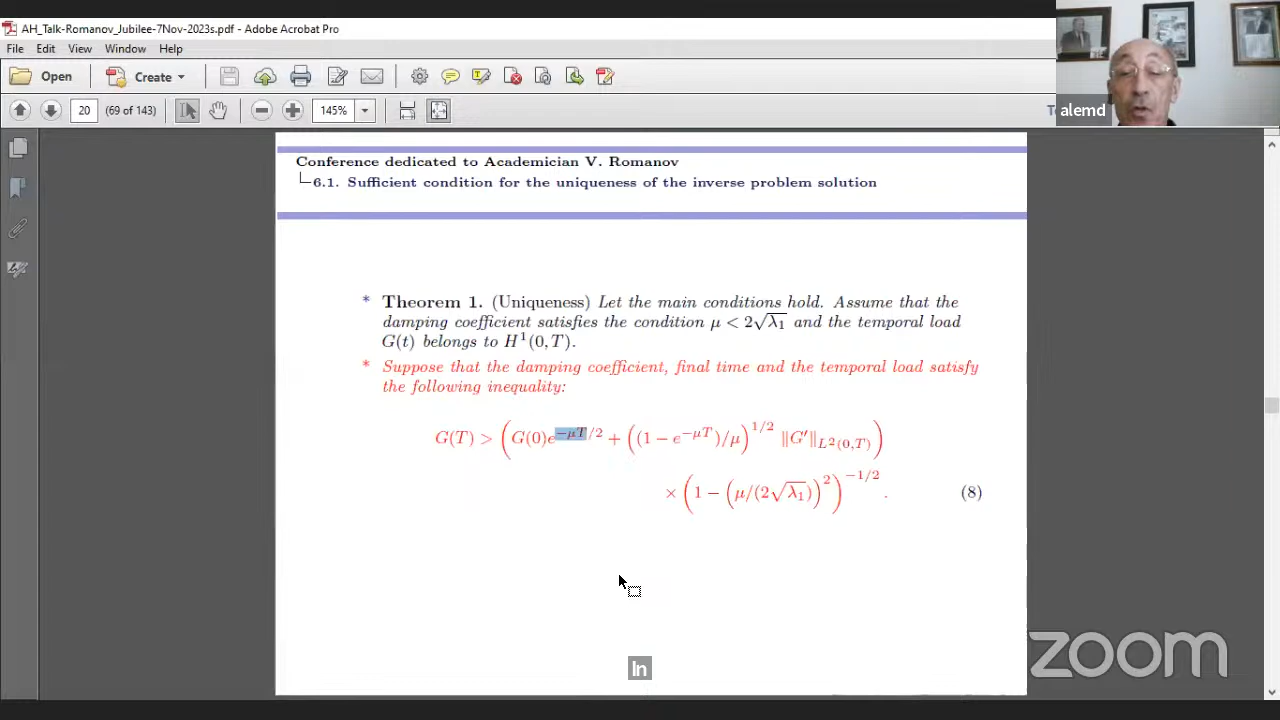 AH_Talk-Romanov_Jubilee-7Nov-2023s.pdf - Adobe Acrobat Pro
File Edit View Window Help
Open Create
20 (69 of 143) 145%
alemd
Conference dedicated to Academician V. Romanov
6.1. Sufficient condition for the uniqueness of the inverse problem solution
* Theorem 1. (Uniqueness) Let the main conditions hold. Assume that the
damping coefficient satisfies the condition μ < 2√λ₁ and the temporal load
G(t) belongs to H¹(0, T).
* Suppose that the damping coefficient, final time and the temporal load satisfy
the following inequality:
G(T) > (G(0)e^{−μT/2} + ((1 − e^{−μT})/μ)^{1/2} ‖G′‖_{L²(0,T)})
× (1 − (μ/(2√λ₁))²)^{−1/2}. (8)
In
zoom